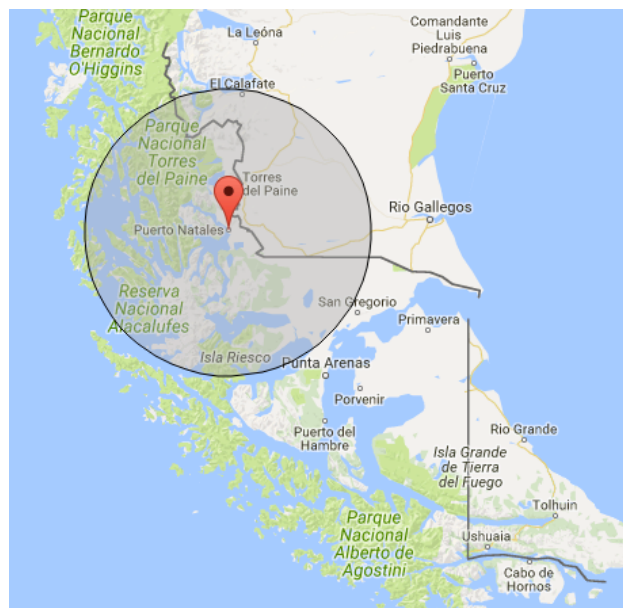 Parque
Nacional
Bernardo
O'Higgins
La Leóna
Comandante
Luis
Piedrabuena
Puerto
Santa Cruz
El Calafate
Parque
Nacional
Torres
del Paine
Torres
del Paine
Puerto Natales
Rio Gallegos
Reserva
Nacional
Alacalufes
San Gregorio
Primavera
Isla Riesco
Punta Arenas
Porvenir
Puerto del
Hambre
Rio Grande
Isla Grande
de Tierra
del Fuego
Tolhuin
Parque
Nacional
Alberto de
Agostini
Ushuaia
Cabo de
Hornos